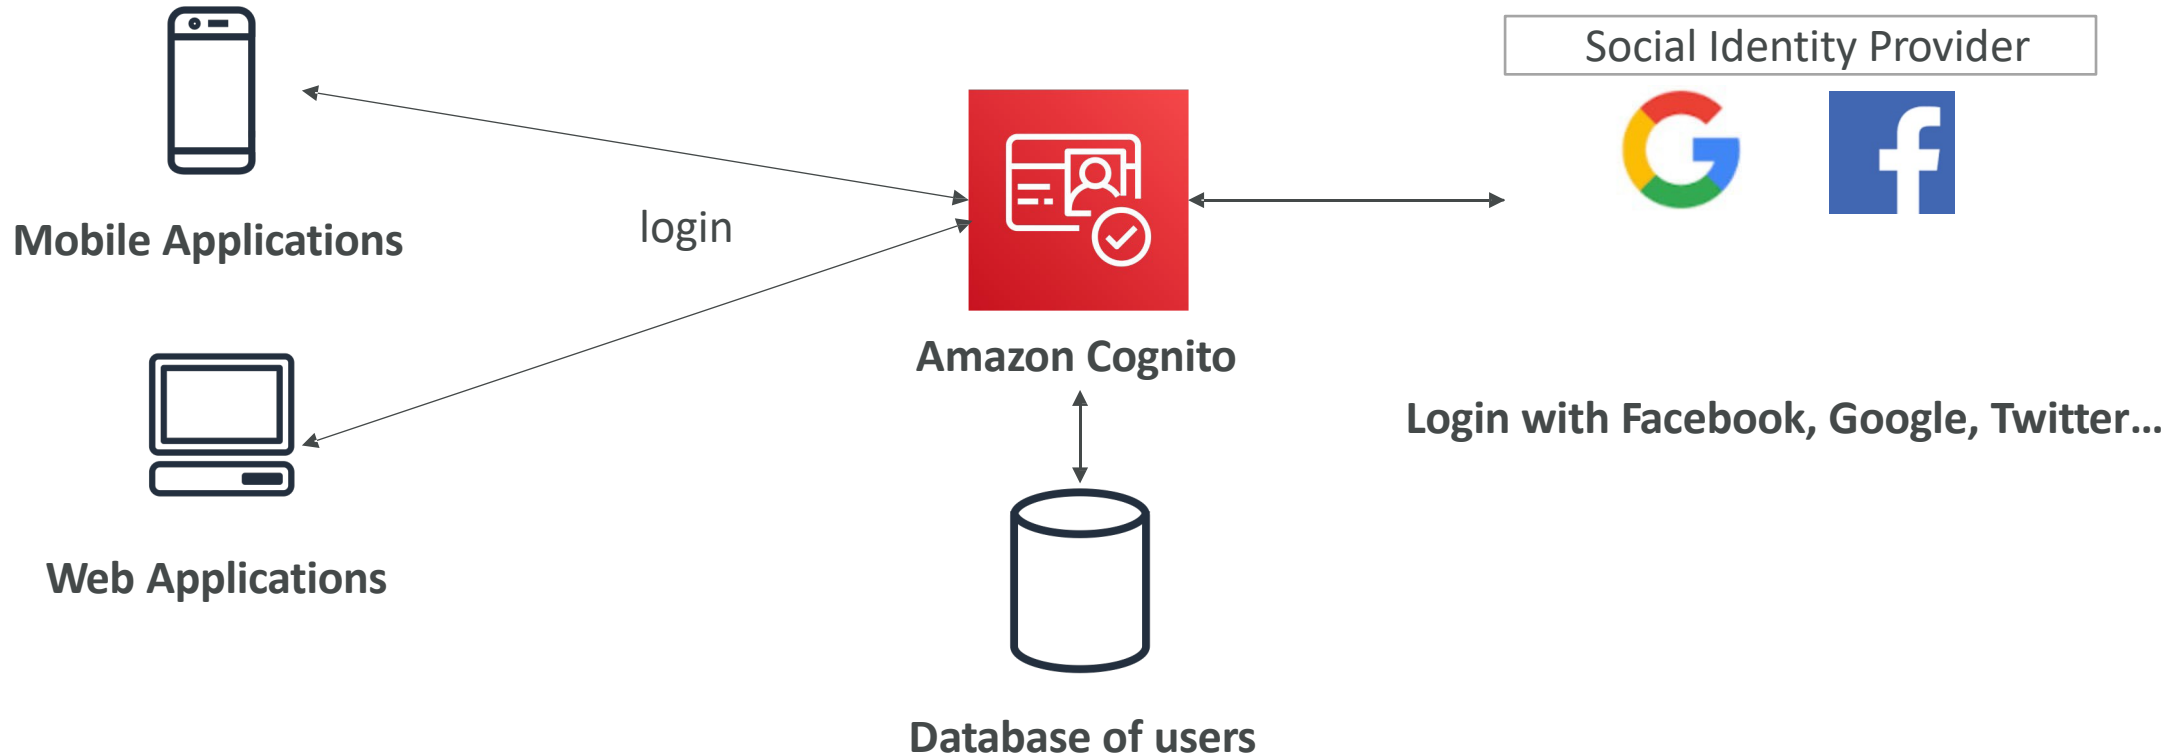 Social Identity Provider
Mobile Applications
login
Amazon Cognito
Login with Facebook, Google, Twitter…
Web Applications
Database of users